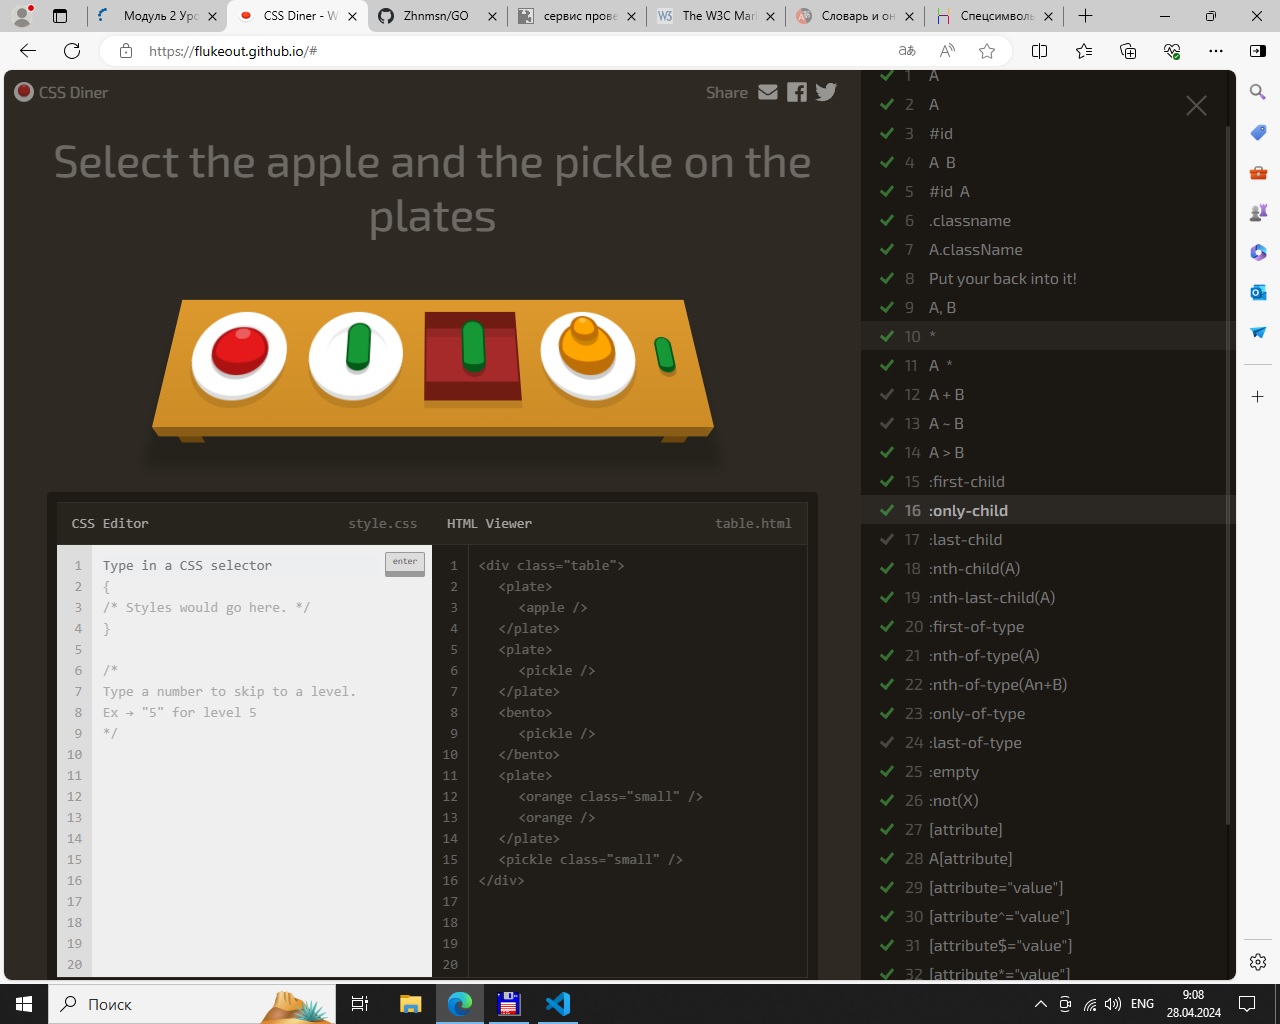 Модуль 2 Уро
CSS Diner - W
Zhnmsn/GO
сервис прове
The W3C Mar
Словарь и он
Спецсимволь
https://flukeout.github.io/#
CSS Diner
Share
Select the apple and the pickle on the
plates
CSS Editor
style.css
HTML Viewer
table.html
1 Type in a CSS selector
enter
2 {
3 /* Styles would go here. */
4 }
5
6 /*
7 Type a number to skip to a level.
8 Ex → "5" for level 5
9 */
10
11
12
13
14
15
16
17
18
19
20
1 <div class="table">
2 <plate>
3 <apple />
4 </plate>
5 <plate>
6 <pickle />
7 </plate>
8 <bento>
9 <pickle />
10 </bento>
11 <plate>
12 <orange class="small" />
13 <orange />
14 </plate>
15 <pickle class="small" />
16 </div>
17
18
19
20
1 A
2 A
3 #id
4 A B
5 #id A
6 .classname
7 A.className
8 Put your back into it!
9 A, B
10 *
11 A *
12 A + B
13 A ~ B
14 A > B
15 :first-child
16 :only-child
17 :last-child
18 :nth-child(A)
19 :nth-last-child(A)
20 :first-of-type
21 :nth-of-type(A)
22 :nth-of-type(An+B)
23 :only-of-type
24 :last-of-type
25 :empty
26 :not(X)
27 [attribute]
28 A[attribute]
29 [attribute="value"]
30 [attribute^="value"]
31 [attribute$="value"]
32 [attribute*="value"]
Поиск
ENG
9:08
28.04.2024